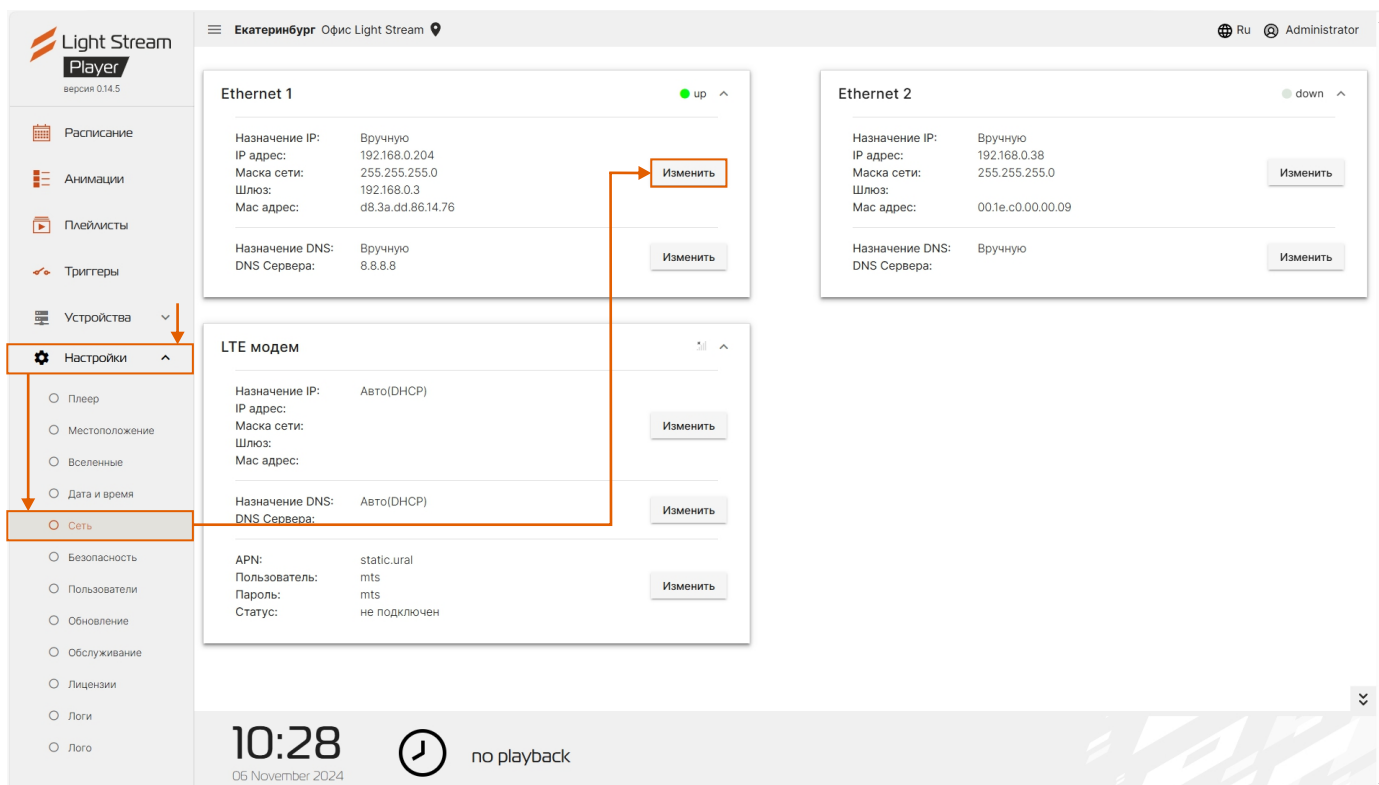 Light Stream
Player
версия 0.14.5
Расписание
Анимации
Плейлисты
Триггеры
Устройства
Настройки
Плеер
Местоположение
Вселенные
Дата и время
Сеть
Безопасность
Пользователи
Обновление
Обслуживание
Лицензии
Логи
Лого
Екатеринбург Офис Light Stream
Ru Administrator
Ethernet 1 up
Назначение IP: Вручную
IP адрес: 192.168.0.204
Маска сети: 255.255.255.0
Шлюз: 192.168.0.3
Mac адрес: d8.3a.dd.86.14.76
Изменить
Назначение DNS: Вручную
DNS Сервера: 8.8.8.8
Изменить
Ethernet 2 down
Назначение IP: Вручную
IP адрес: 192.168.0.38
Маска сети: 255.255.255.0
Шлюз:
Mac адрес: 00.1e.c0.00.00.09
Изменить
Назначение DNS: Вручную
DNS Сервера:
Изменить
LTE модем
Назначение IP: Авто(DHCP)
IP адрес:
Маска сети:
Шлюз:
Mac адрес:
Изменить
Назначение DNS: Авто(DHCP)
DNS Сервера:
Изменить
APN: static.ural
Пользователь: mts
Пароль: mts
Статус: не подключен
Изменить
10:28
06 November 2024
no playback